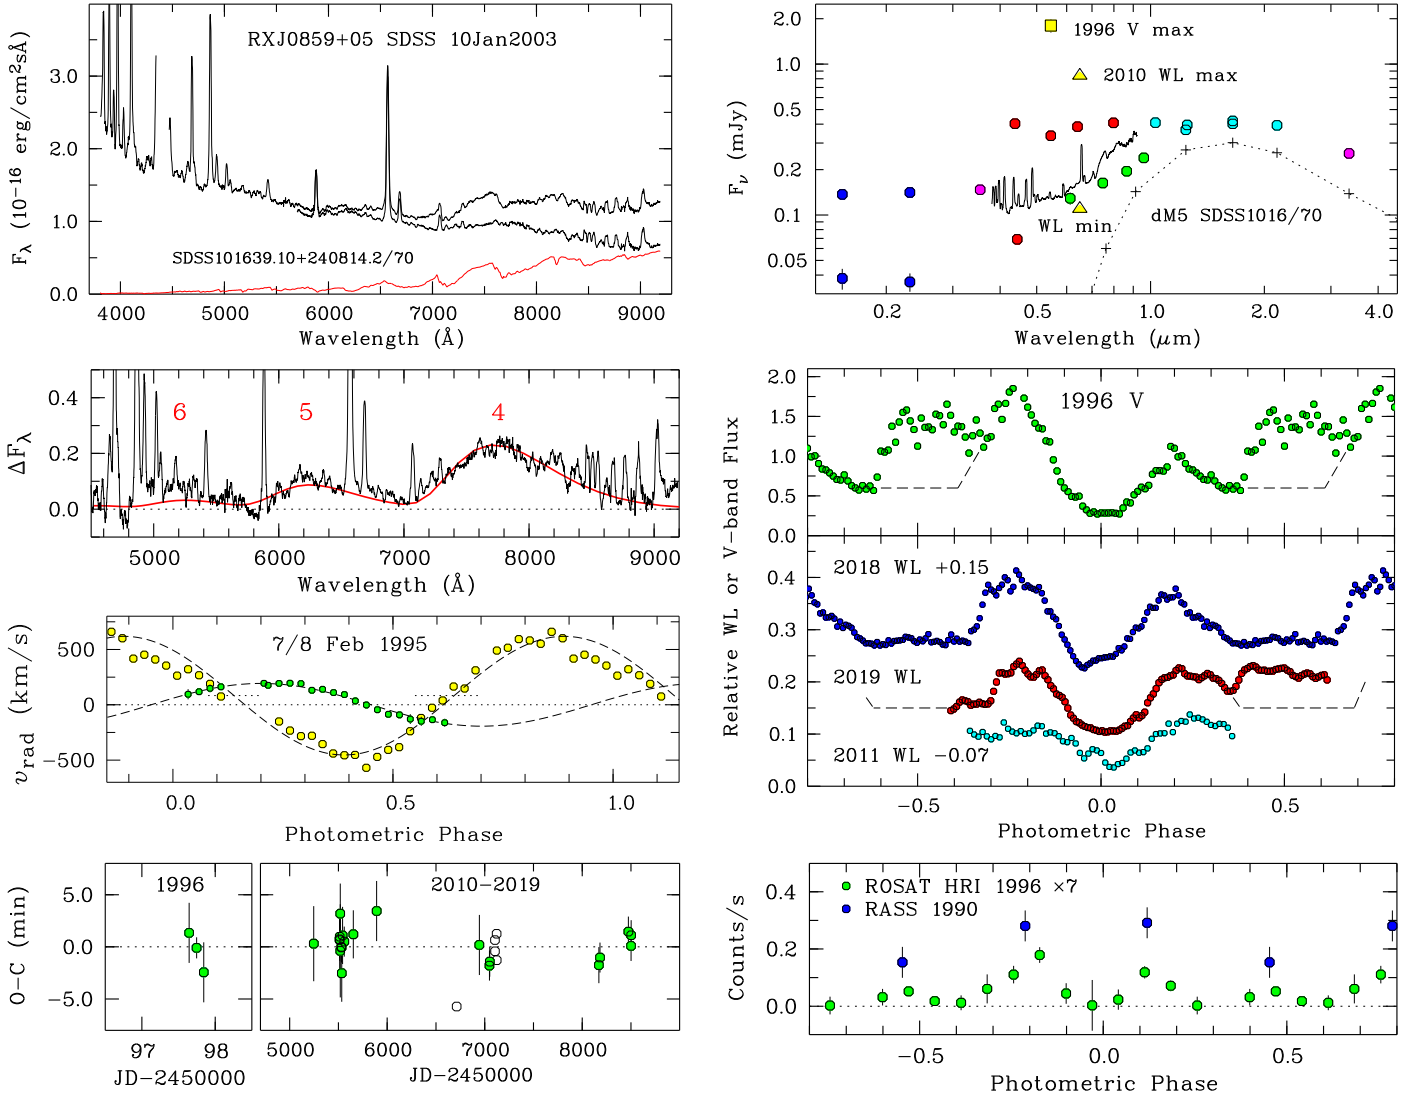 RXJ0859+05 SDSS 10Jan2003
SDSS101639.10+240814.2/70
F_λ (10⁻¹⁶ erg/cm²sÅ)
3.0
2.0
1.0
0.0
4000 5000 6000 7000 8000 9000
Wavelength (Å)
1996 V max
2010 WL max
WL min
dM5 SDSS1016/70
F_ν (mJy)
2.0
1.0
0.5
0.2
0.1
0.05
0.2 0.5 1.0 2.0 4.0
Wavelength (μm)
6 5 4
ΔF_λ
0.4
0.2
0.0
5000 6000 7000 8000 9000
Wavelength (Å)
7/8 Feb 1995
v_rad (km/s)
500
0
−500
0.0 0.5 1.0
Photometric Phase
1996 V
2018 WL +0.15
2019 WL
2011 WL −0.07
Relative WL or V−band Flux
2.0
1.5
1.0
0.5
0.0
0.4
0.3
0.2
0.1
0.0
−0.5 0.0 0.5
Photometric Phase
1996
2010−2019
O−C (min)
5.0
0.0
−5.0
97 98
JD−2450000
5000 6000 7000 8000
JD−2450000
ROSAT HRI 1996 ×7
RASS 1990
Counts/s
0.4
0.2
0.0
−0.5 0.0 0.5
Photometric Phase